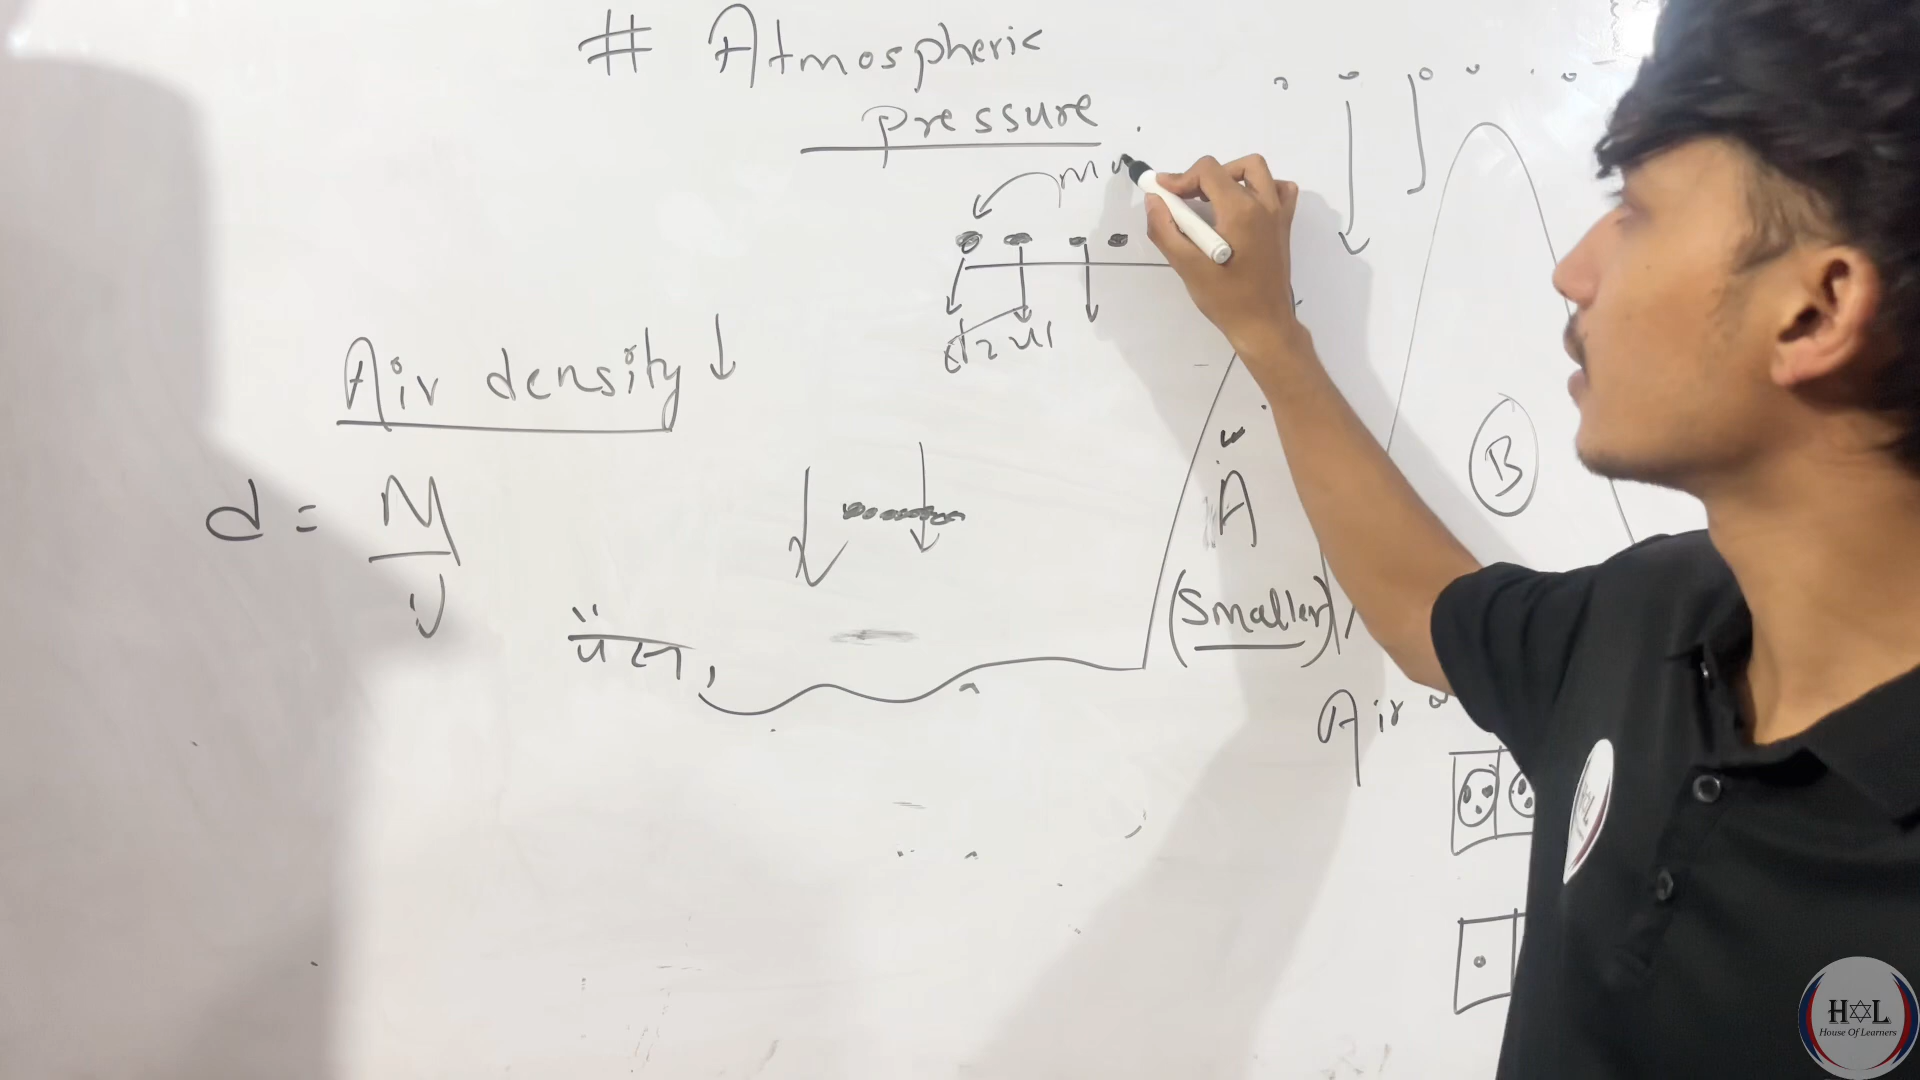 # Atmospheric
pressure.
Air density ↓
d = M
V
A
(Smaller)
B
Air
H L
House Of Learners